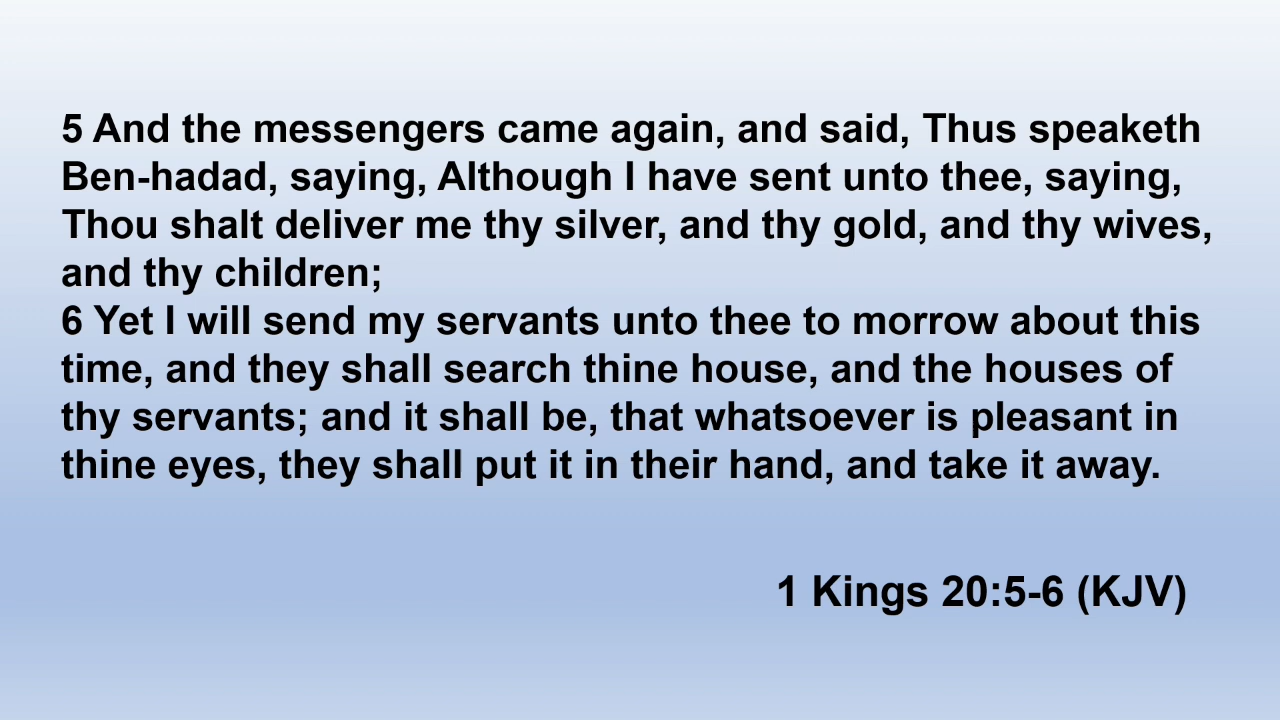 5 And the messengers came again, and said, Thus speaketh
Ben-hadad, saying, Although I have sent unto thee, saying,
Thou shalt deliver me thy silver, and thy gold, and thy wives,
and thy children;
6 Yet I will send my servants unto thee to morrow about this
time, and they shall search thine house, and the houses of
thy servants; and it shall be, that whatsoever is pleasant in
thine eyes, they shall put it in their hand, and take it away.
1 Kings 20:5-6 (KJV)